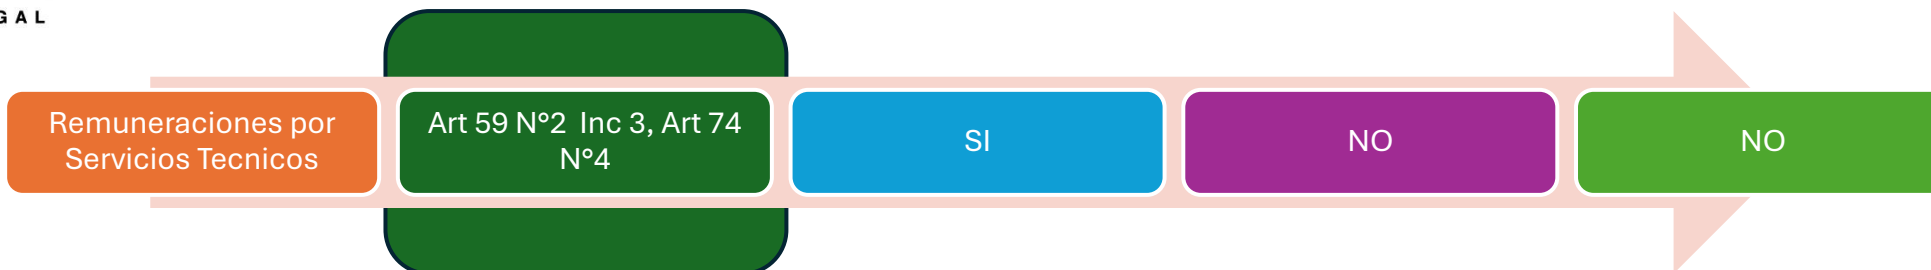 GAL
Remuneraciones por
Servicios Tecnicos
Art 59 N°2  Inc 3, Art 74
N°4
SI
NO
NO